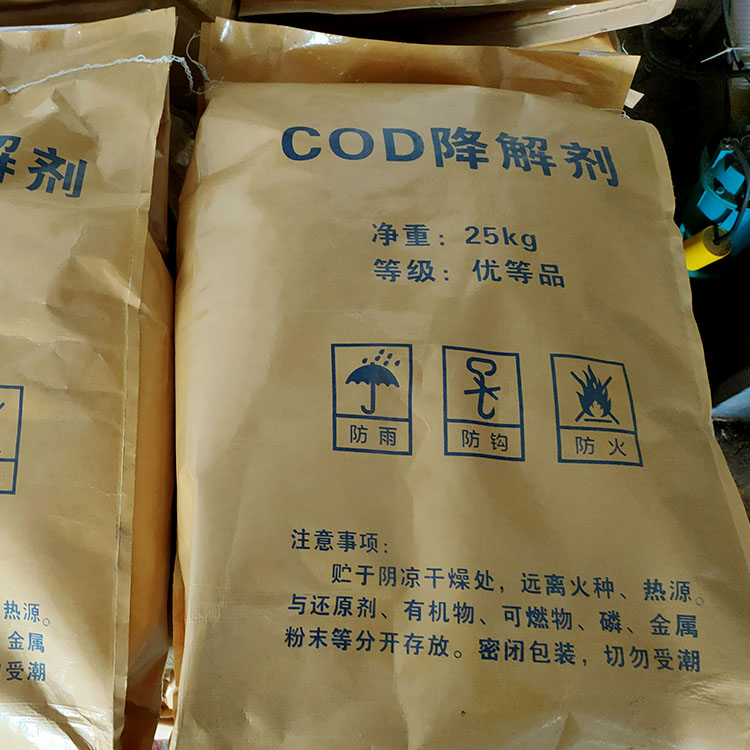 解剂
COD降解剂
净重：25kg
等级：优等品
防雨
防钩
防火
注意事项：
贮于阴凉干燥处，远离火种、热源。
与还原剂、有机物、可燃物、磷、金属
粉末等分开存放。密闭包装，切勿受潮
热源。
金属
受潮